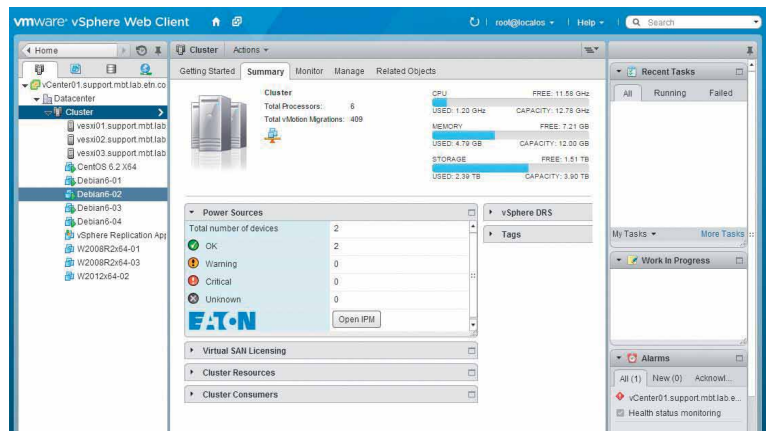 vmware® vSphere Web Client
root@localos
Help
Search
Home
Cluster
Actions
Getting Started
Summary
Monitor
Manage
Related Objects
vCenter01.support.mbt.lab.etn.co
Datacenter
Cluster
vesxi01.support.mbt.lab
vesxi02.support.mbt.lab
vesxi03.support.mbt.lab
CentOS 6.2 X64
Debian6-01
Debian6-02
Debian6-03
Debian6-04
vSphere Replication App
W2008R2x64-01
W2008R2x64-03
W2012x64-02
Cluster
Total Processors: 6
Total vMotion Migrations: 409
CPU FREE: 11.58 GHz
USED: 1.20 GHz CAPACITY: 12.78 GHz
MEMORY FREE: 7.21 GB
USED: 4.79 GB CAPACITY: 12.00 GB
STORAGE FREE: 1.51 TB
USED: 2.39 TB CAPACITY: 3.90 TB
Power Sources
Total number of devices 2
OK 2
Warning 0
Critical 0
Unknown 0
EATON
Open IPM
vSphere DRS
Tags
Virtual SAN Licensing
Cluster Resources
Cluster Consumers
Recent Tasks
All
Running
Failed
My Tasks
More Tasks
Work In Progress
Alarms
All (1)
New (0)
Acknowl...
vCenter01.support.mbt.lab.e...
Health status monitoring